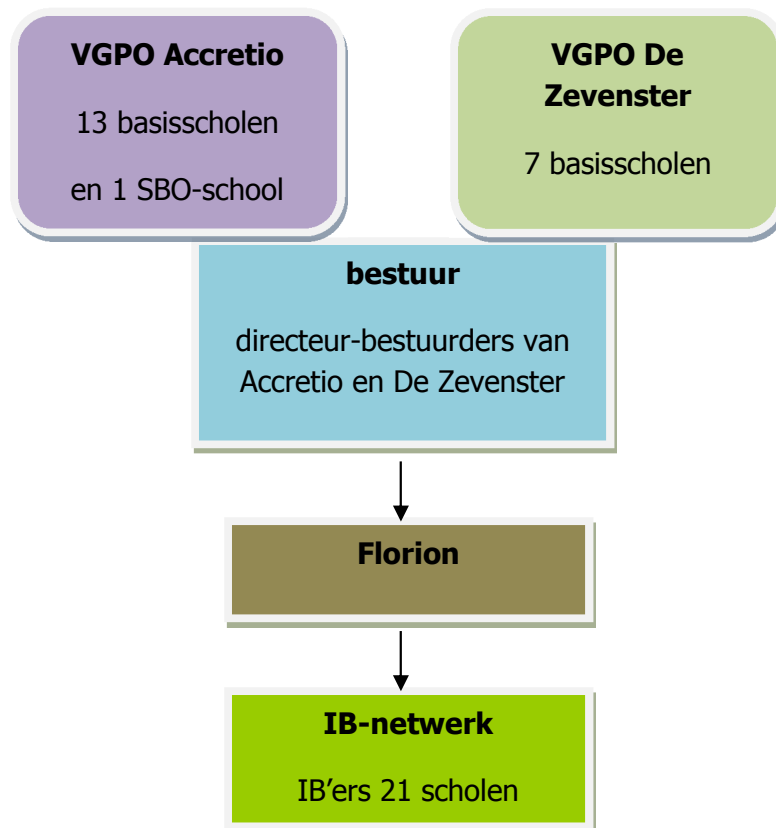 VGPO Accretio
13 basisscholen
en 1 SBO-school
VGPO De
Zevenster
7 basisscholen
bestuur
directeur-bestuurders van
Accretio en De Zevenster
Florion
IB-netwerk
IB’ers 21 scholen